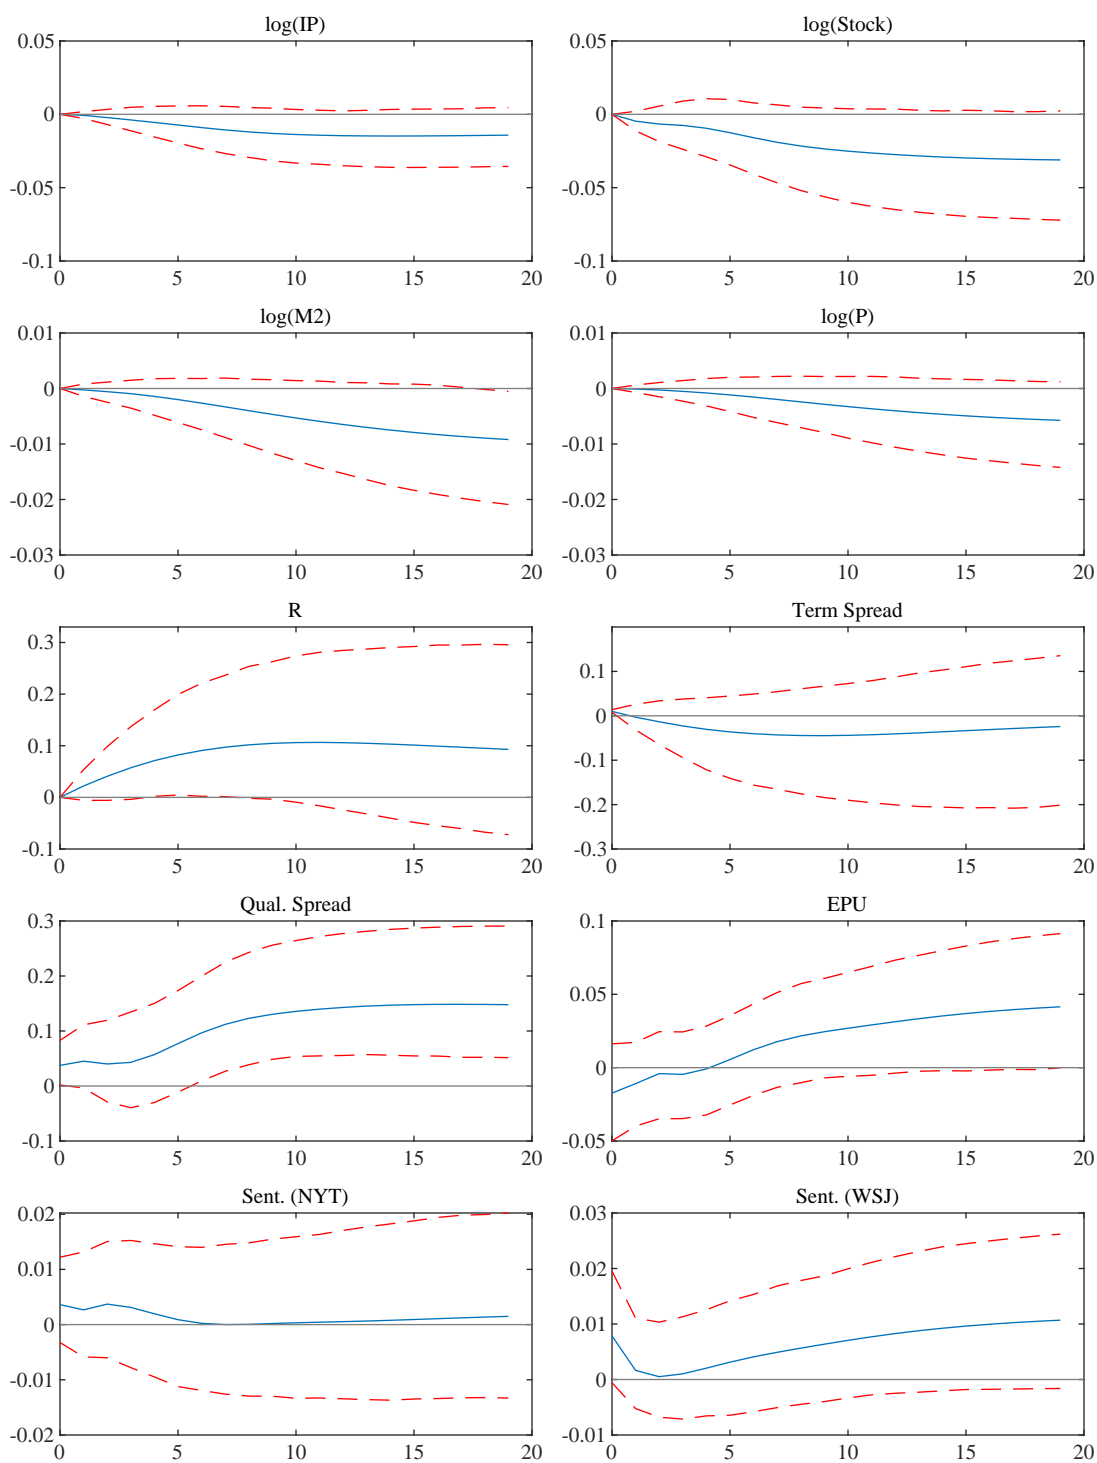 log(IP)
0.05
0
-0.05
-0.1
0 5 10 15 20
log(Stock)
0.05
0
-0.05
-0.1
0 5 10 15 20
log(M2)
0.01
0
-0.01
-0.02
-0.03
0 5 10 15 20
log(P)
0.01
0
-0.01
-0.02
-0.03
0 5 10 15 20
R
0.3
0.2
0.1
0
-0.1
0 5 10 15 20
Term Spread
0.1
0
-0.1
-0.2
-0.3
0 5 10 15 20
Qual. Spread
0.3
0.2
0.1
0
-0.1
0 5 10 15 20
EPU
0.1
0.05
0
-0.05
0 5 10 15 20
Sent. (NYT)
0.02
0.01
0
-0.01
-0.02
0 5 10 15 20
Sent. (WSJ)
0.03
0.02
0.01
0
-0.01
0 5 10 15 20